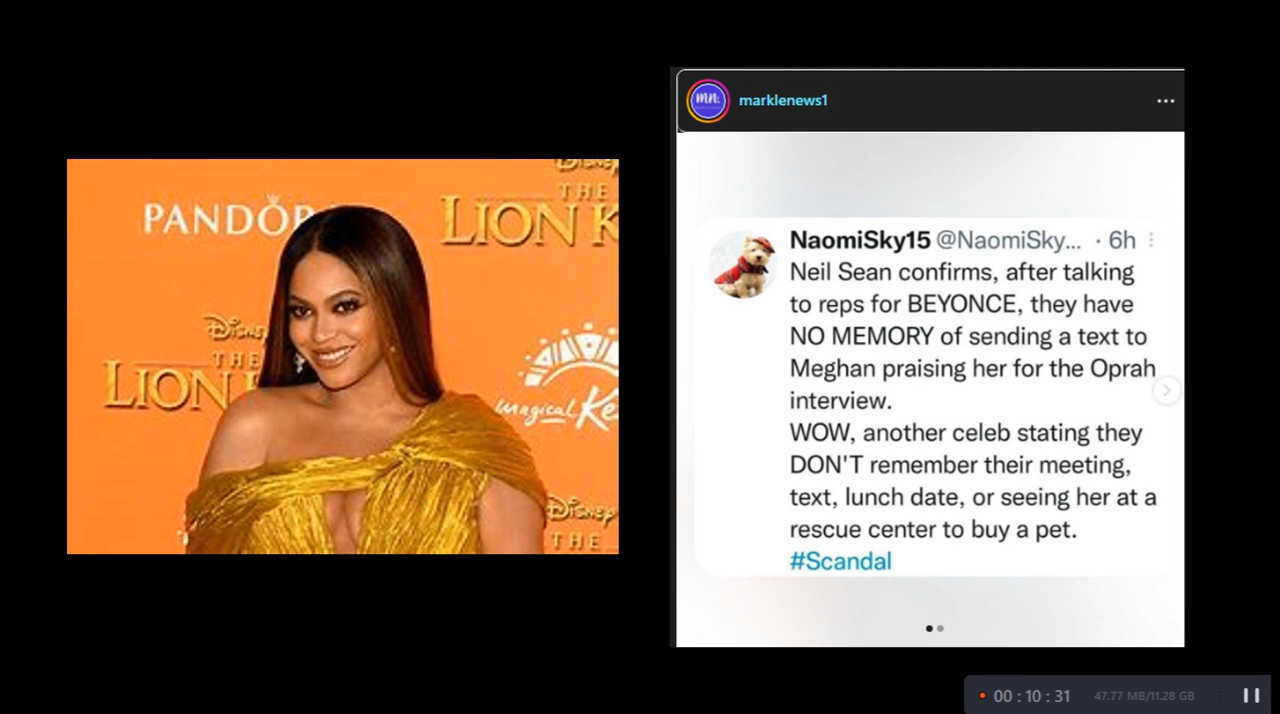 Disney
THE
PANDÖR
LION K
Disney
THE
LION
magical Ke
Disney
THE
mn.
marklenews1
NaomiSky15 @NaomiSky... · 6h
Neil Sean confirms, after talking
to reps for BEYONCE, they have
NO MEMORY of sending a text to
Meghan praising her for the Oprah
interview.
WOW, another celeb stating they
DON'T remember their meeting,
text, lunch date, or seeing her at a
rescue center to buy a pet.
#Scandal
00 : 10 : 31
47.77 MB/11.28 GB